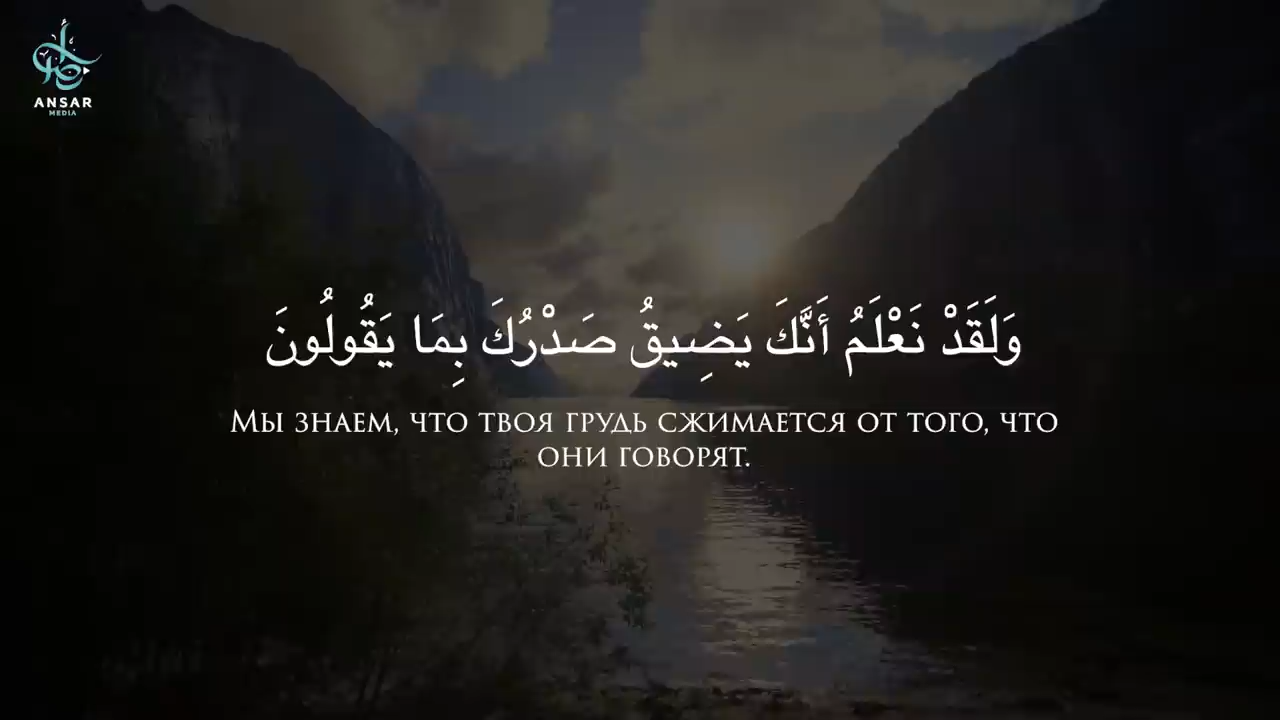 ANSAR
MEDIA
وَلَقَدْ نَعْلَمُ أَنَّكَ يَضِيقُ صَدْرُكَ بِمَا يَقُولُونَ
Мы знаем, что твоя грудь сжимается от того, что
они говорят.